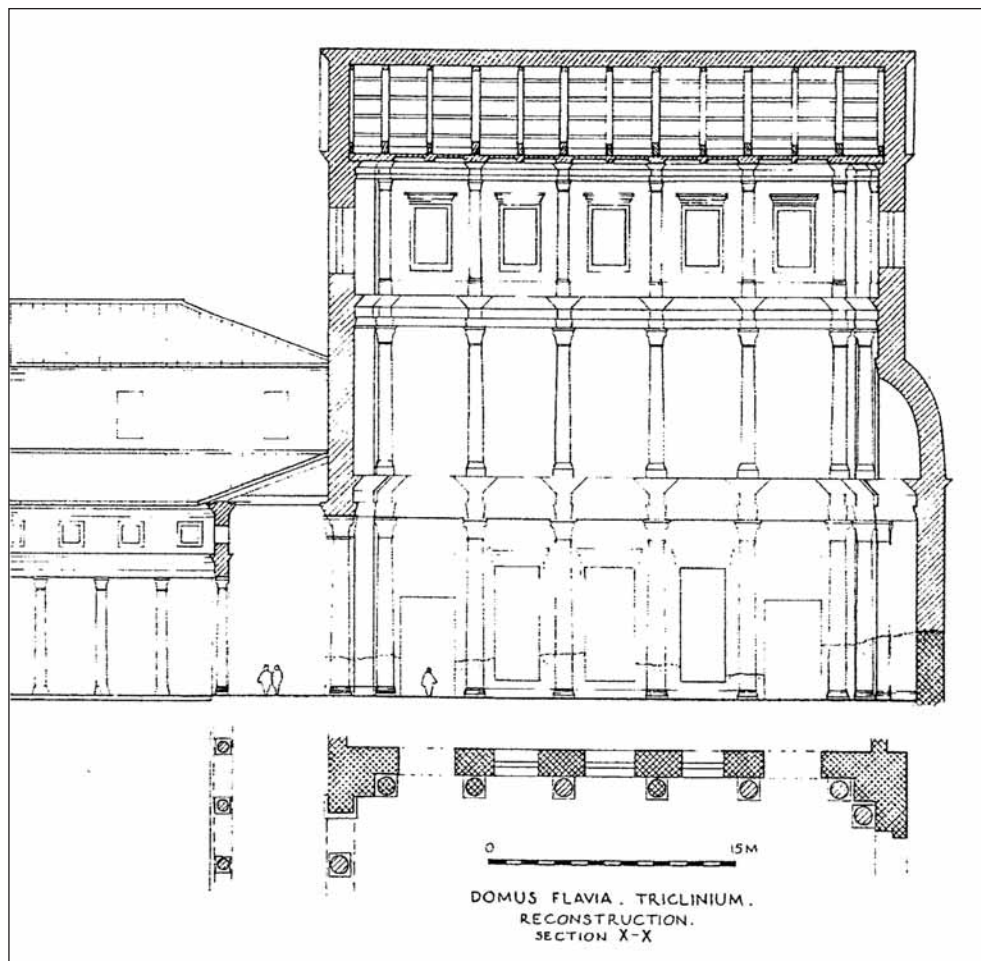 0 15M
DOMUS FLAVIA. TRICLINIUM.
RECONSTRUCTION.
SECTION X-X